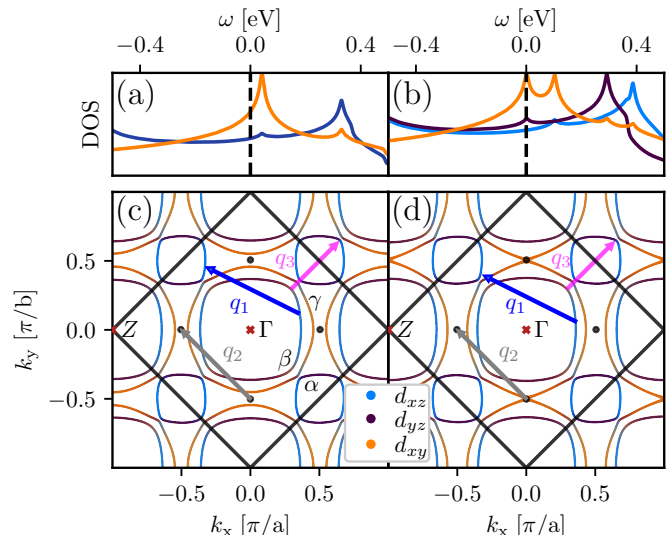 ω [eV] ω [eV]
−0.4 0.0 0.4 −0.4 0.0 0.4
DOS
(a) (b)
(c) (d)
0.5
0.0
−0.5
k_y [π/b]
q_3 q_3
q_1 q_1
γ
Z Γ Z Γ
q_2 q_2
β
α
d_xz
d_yz
d_xy
−0.5 0.0 0.5 −0.5 0.0 0.5
k_x [π/a] k_x [π/a]